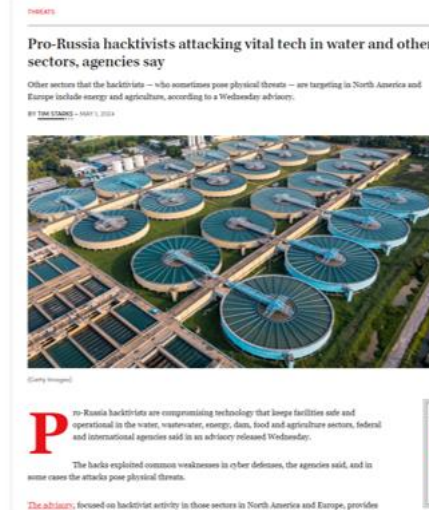 THREATS
Pro-Russia hacktivists attacking vital tech in water and other
sectors, agencies say
Other sectors that the hacktivists — who sometimes pose physical threats — are targeting in North America and
Europe include energy and agriculture, according to a Wednesday advisory.
BY TIM STARKS • MAY 1, 2024
(Getty Images)
Pro-Russia hacktivists are compromising technology that keeps facilities safe and
operational in the water, wastewater, energy, dam, food and agriculture sectors, federal
and international agencies said in an advisory released Wednesday.
The hacks exploited common weaknesses in cyber defenses, the agencies said, and in
some cases the attacks pose physical threats.
The advisory, focused on hacktivist activity in those sectors in North America and Europe, provides